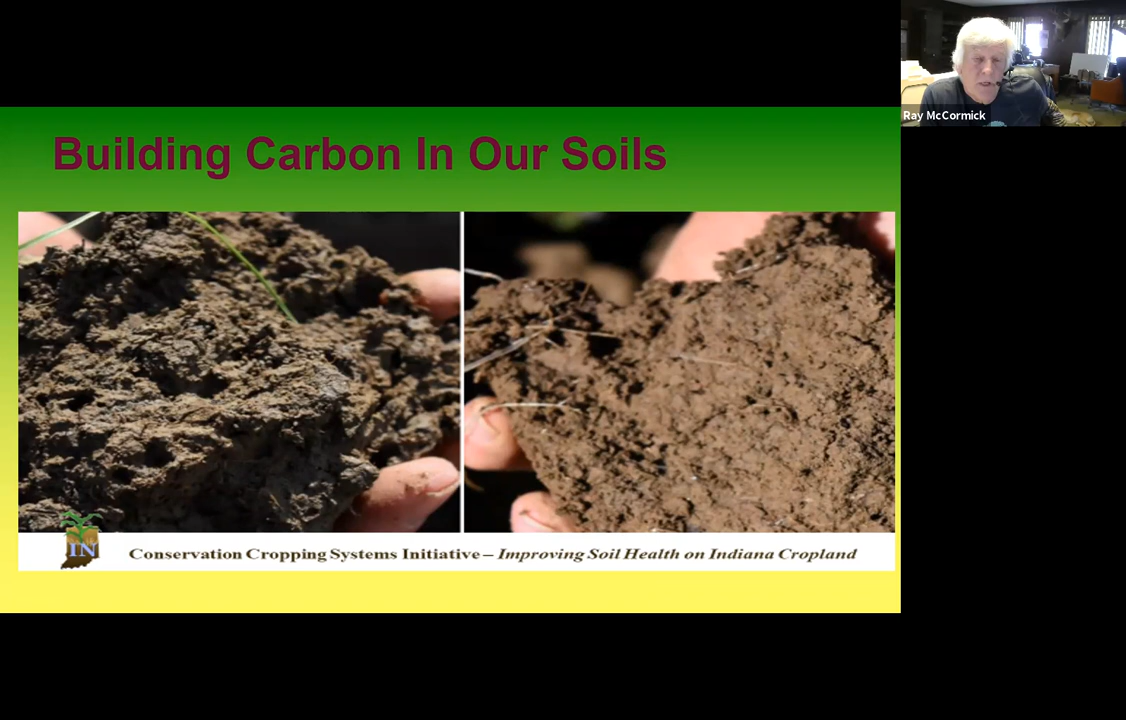 Building Carbon In Our Soils
Ray McCormick
IN
Conservation Cropping Systems Initiative – Improving Soil Health on Indiana Cropland